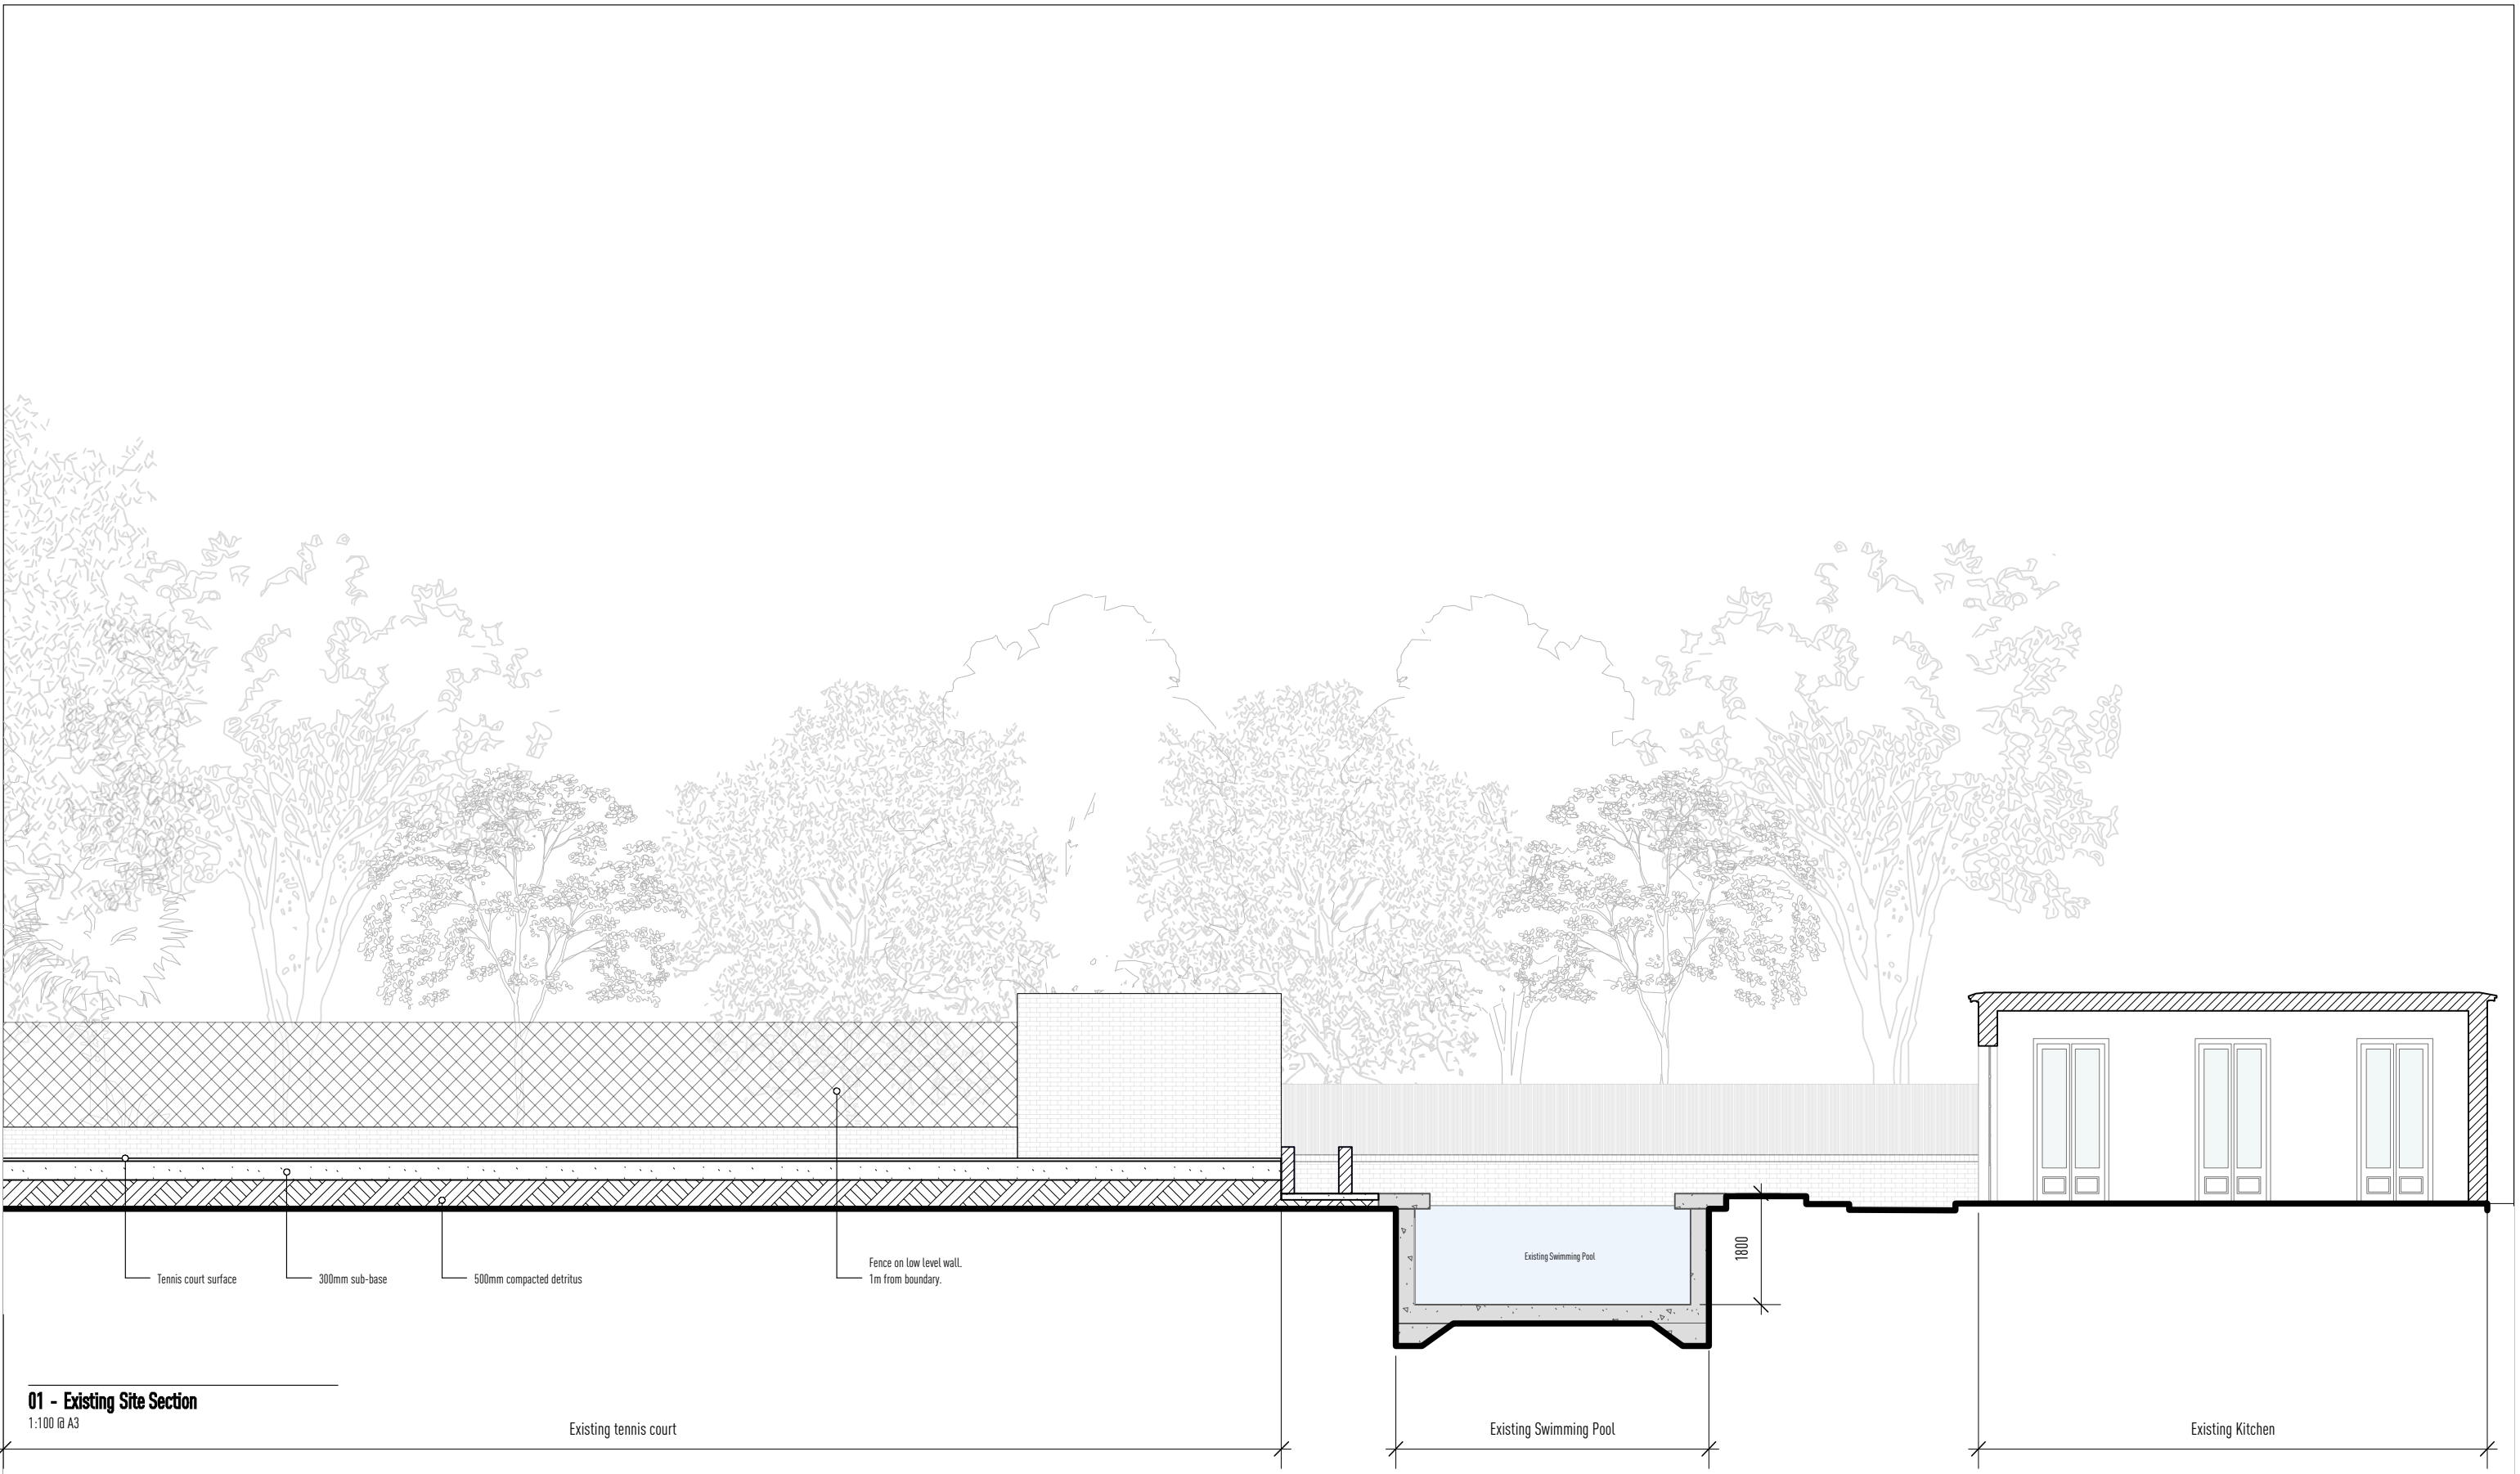 Existing Swimming Pool
1800
Tennis court surface
300mm sub-base
500mm compacted detritus
Fence on low level wall.
1m from boundary.
01 - Existing Site Section
1:100 @ A3
Existing tennis court
Existing Swimming Pool
Existing Kitchen